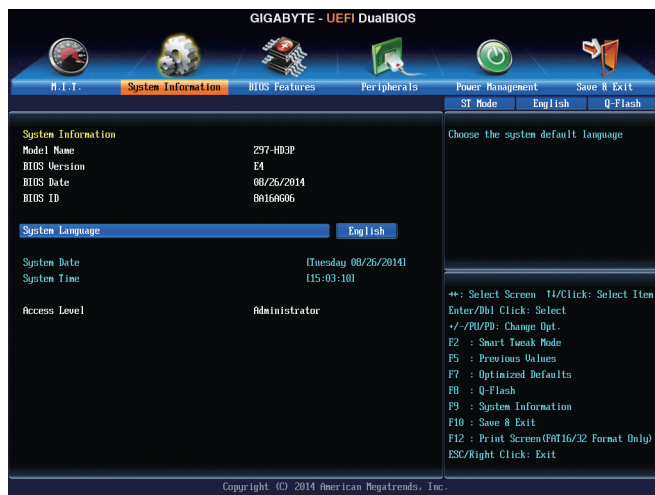 GIGABYTE - UEFI DualBIOS
M.I.T.
System Information
BIOS Features
Peripherals
Power Management
Save & Exit
ST Mode
English
Q-Flash
System Information
Model Name Z97-HD3P
BIOS Version E4
BIOS Date 08/26/2014
BIOS ID 8A16AG06
System Language English
System Date [Tuesday 08/26/2014]
System Time [15:03:10]
Access Level Administrator
Choose the system default language
→←: Select Screen ↑↓/Click: Select Item
Enter/Dbl Click: Select
+/-/PU/PD: Change Opt.
F2 : Smart Tweak Mode
F5 : Previous Values
F7 : Optimized Defaults
F8 : Q-Flash
F9 : System Information
F10 : Save & Exit
F12 : Print Screen(FAT16/32 Format Only)
ESC/Right Click: Exit
Copyright (C) 2014 American Megatrends, Inc.